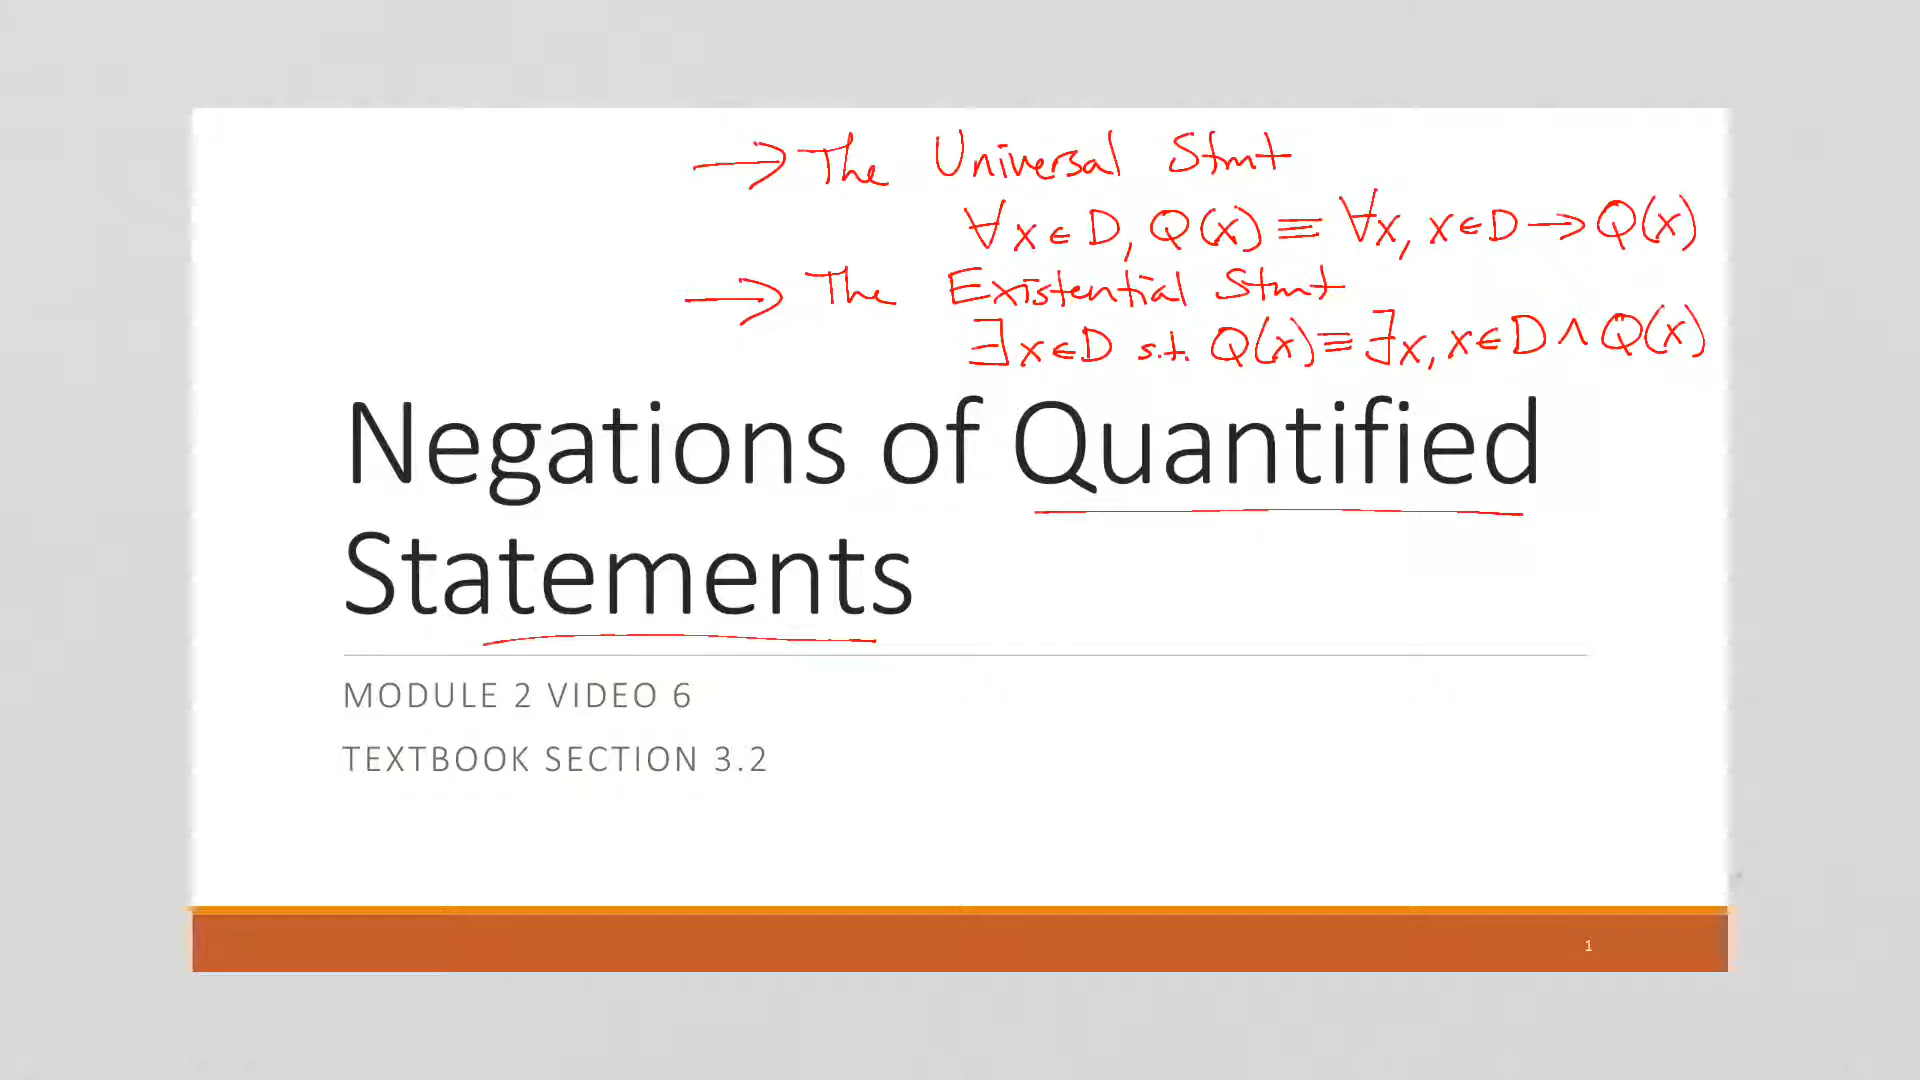 → The Universal Stmt
∀x∈D, Q(x) ≡ ∀x, x∈D → Q(x)
→ The Existential Stmt
∃x∈D s.t. Q(x) ≡ ∃x, x∈D ∧ Q(x)
Negations of Quantified
Statements
MODULE 2 VIDEO 6
TEXTBOOK SECTION 3.2
1